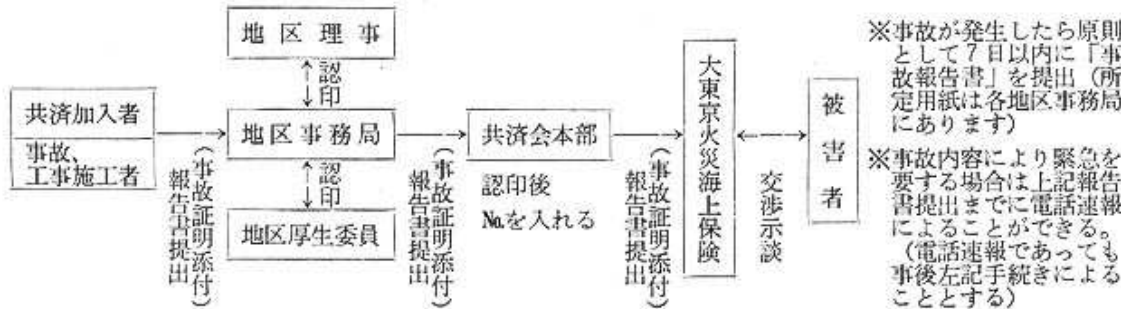 共済加入者
事故、
工事施工者
報告書提出
(事故証明添付)
地区理事
認印
地区事務局
認印
地区厚生委員
報告書提出
(事故証明添付)
共済会本部
認印後
No.を入れる
報告書提出
(事故証明添付)
大東京火災海上保険
交渉示談
被害者
※事故が発生したら原則
として7日以内に「事
故報告書」を提出(所
定用紙は各地区事務局
にあります)
※事故内容により緊急を
要する場合は上記報告
書提出までに電話速報
によることができる。
(電話速報であっても
事後左記手続きによる
こととする)